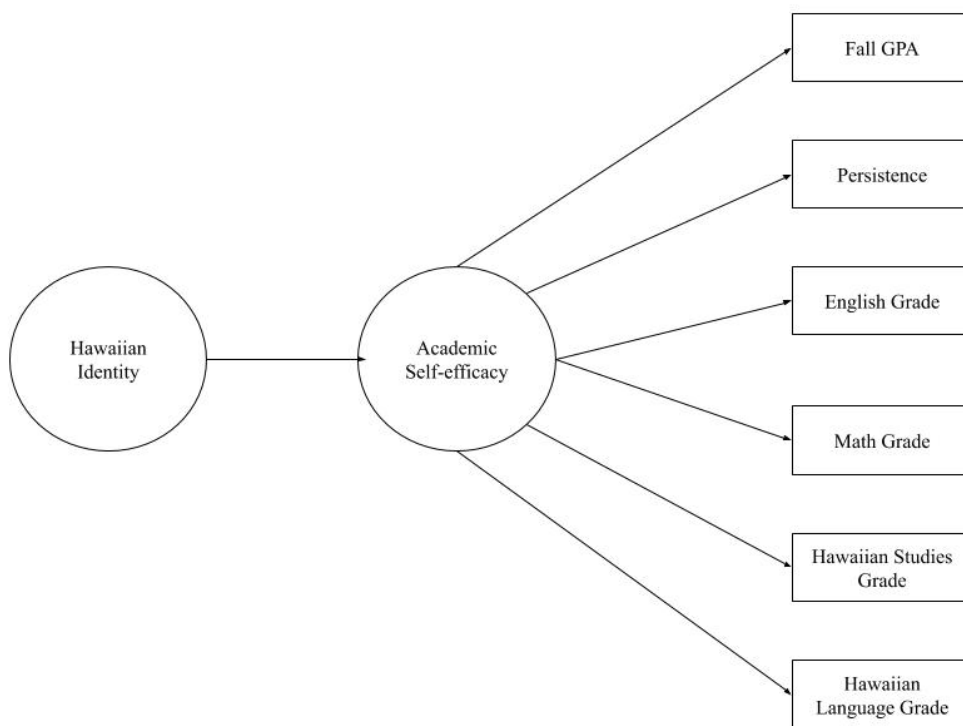 Fall GPA
Persistence
English Grade
Hawaiian
Identity
Academic
Self-efficacy
Math Grade
Hawaiian Studies
Grade
Hawaiian
Language Grade